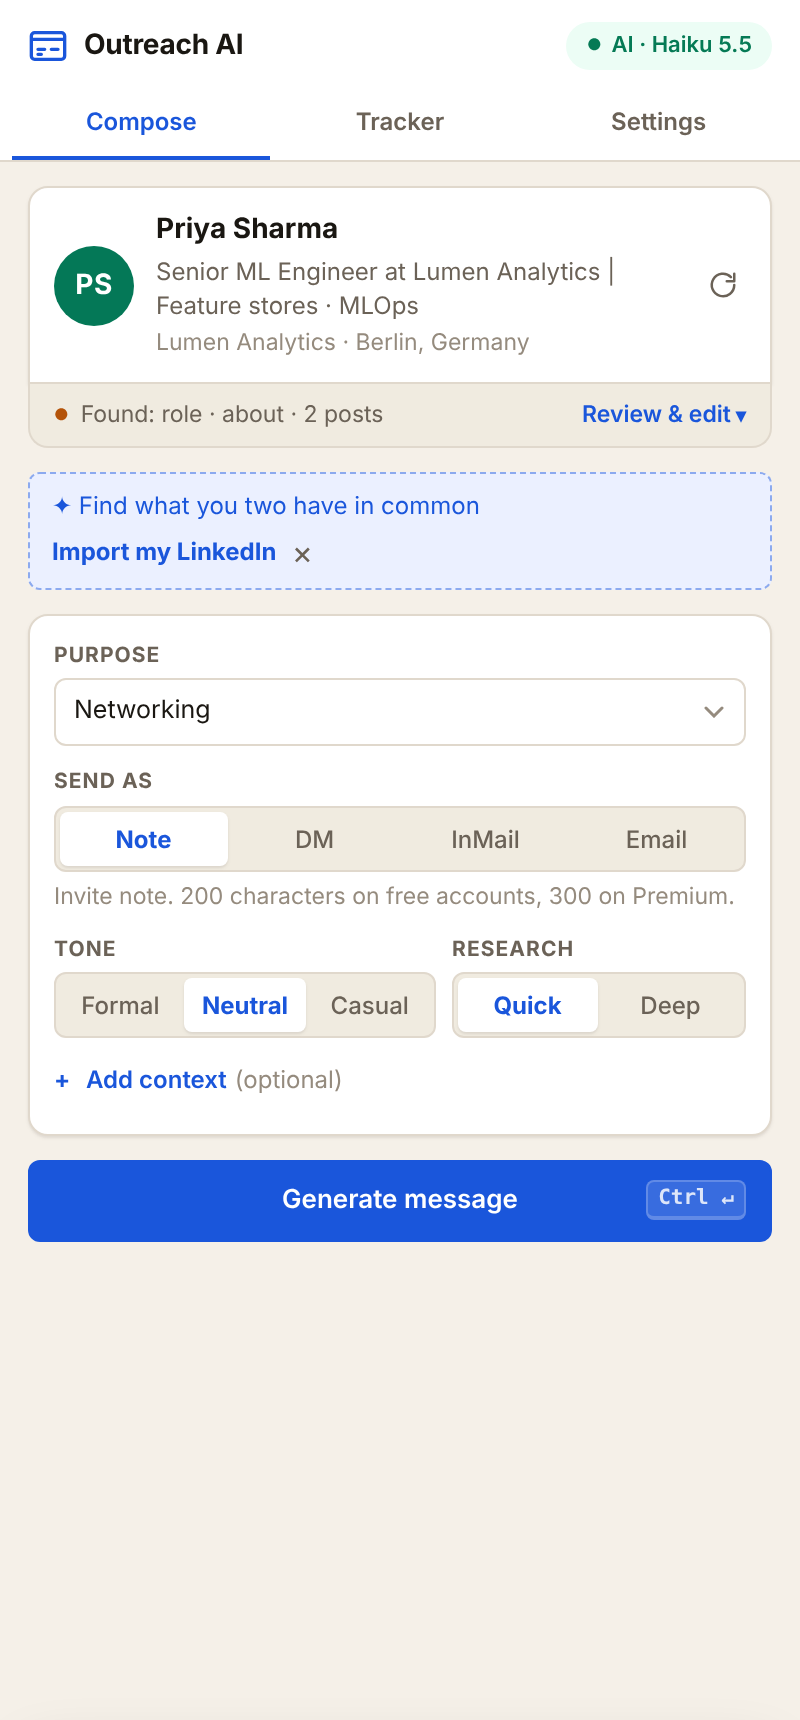 Outreach AI
AI · Haiku 5.5
Compose
Tracker
Settings
PS
Priya Sharma
Senior ML Engineer at Lumen Analytics |
Feature stores · MLOps
Lumen Analytics · Berlin, Germany
Found: role · about · 2 posts
Review & edit ▾
✦ Find what you two have in common
Import my LinkedIn ×
PURPOSE
Networking
SEND AS
Note
DM
InMail
Email
Invite note. 200 characters on free accounts, 300 on Premium.
TONE
RESEARCH
Formal
Neutral
Casual
Quick
Deep
+ Add context (optional)
Generate message
Ctrl ↵